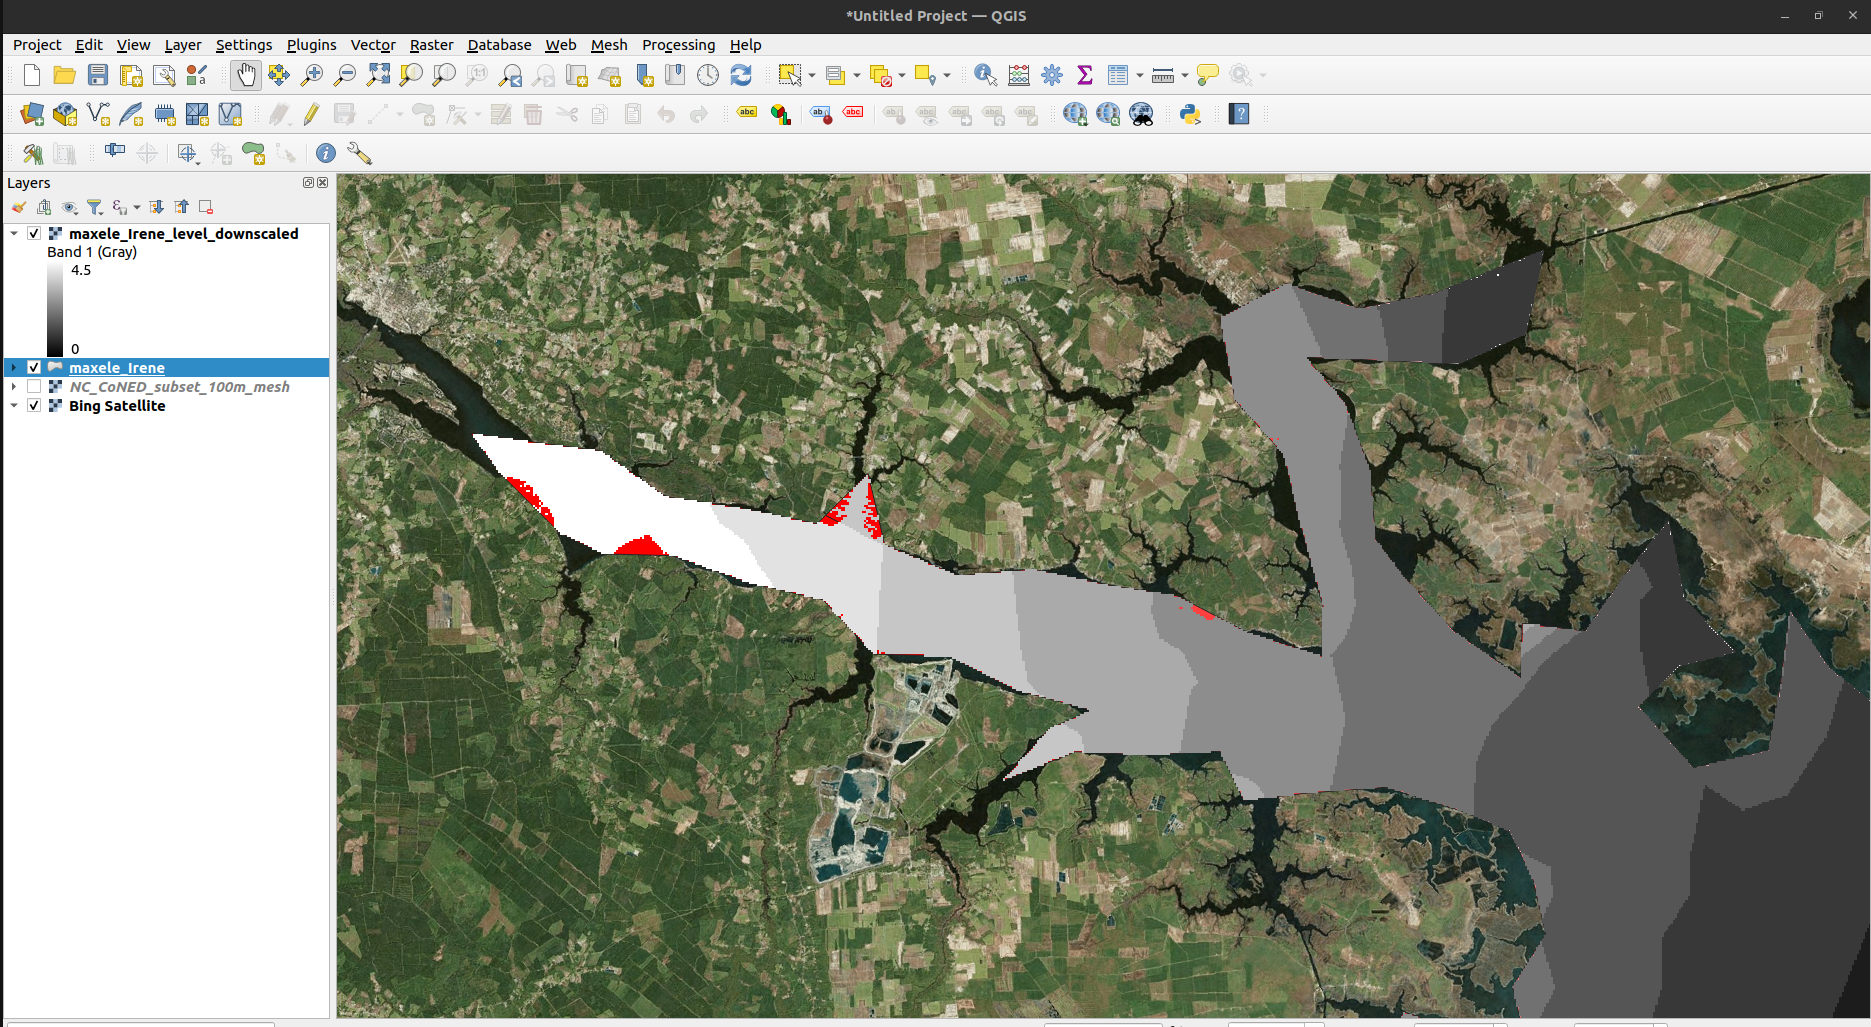 *Untitled Project — QGIS
Project Edit View Layer Settings Plugins Vector Raster Database Web Mesh Processing Help
Layers
maxele_Irene_level_downscaled
Band 1 (Gray)
4.5
0
maxele_Irene
NC_CoNED_subset_100m_mesh
Bing Satellite